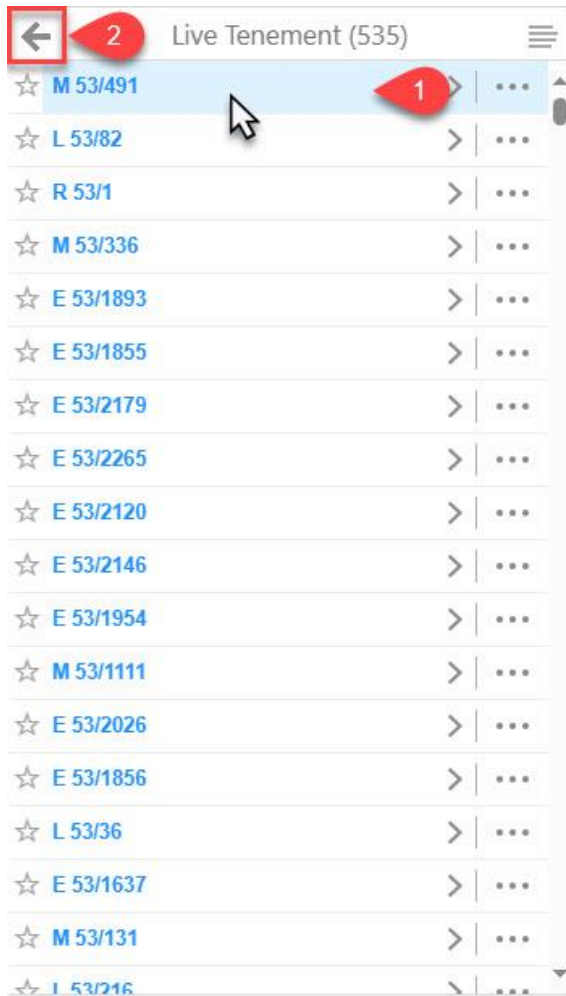 2 Live Tenement (535)
M 53/491 1
L 53/82
R 53/1
M 53/336
E 53/1893
E 53/1855
E 53/2179
E 53/2265
E 53/2120
E 53/2146
E 53/1954
M 53/1111
E 53/2026
E 53/1856
L 53/36
E 53/1637
M 53/131
L 53/216